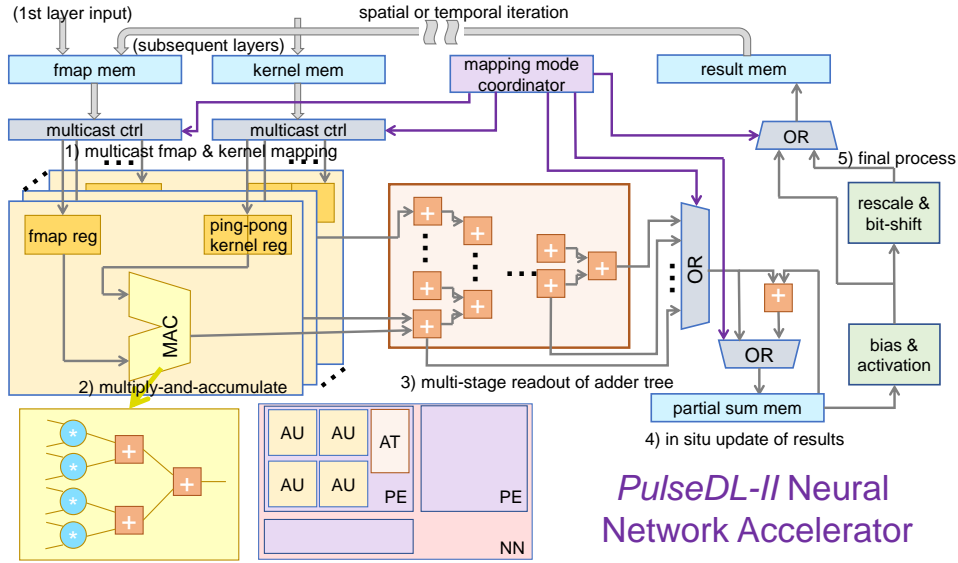 (1st layer input)
spatial or temporal iteration
(subsequent layers)
fmap mem
kernel mem
mapping mode
coordinator
result mem
multicast ctrl
multicast ctrl
OR
1) multicast fmap & kernel mapping
5) final process
fmap reg
ping-pong
kernel reg
rescale &
bit-shift
+
+
+
+
+
+
+
+
OR
+
MAC
OR
bias &
activation
2) multiply-and-accumulate
3) multi-stage readout of adder tree
partial sum mem
4) in situ update of results
*
*
*
*
+
+
+
AU
AU
AT
AU
AU
PE
PE
NN
PulseDL-II Neural
Network Accelerator